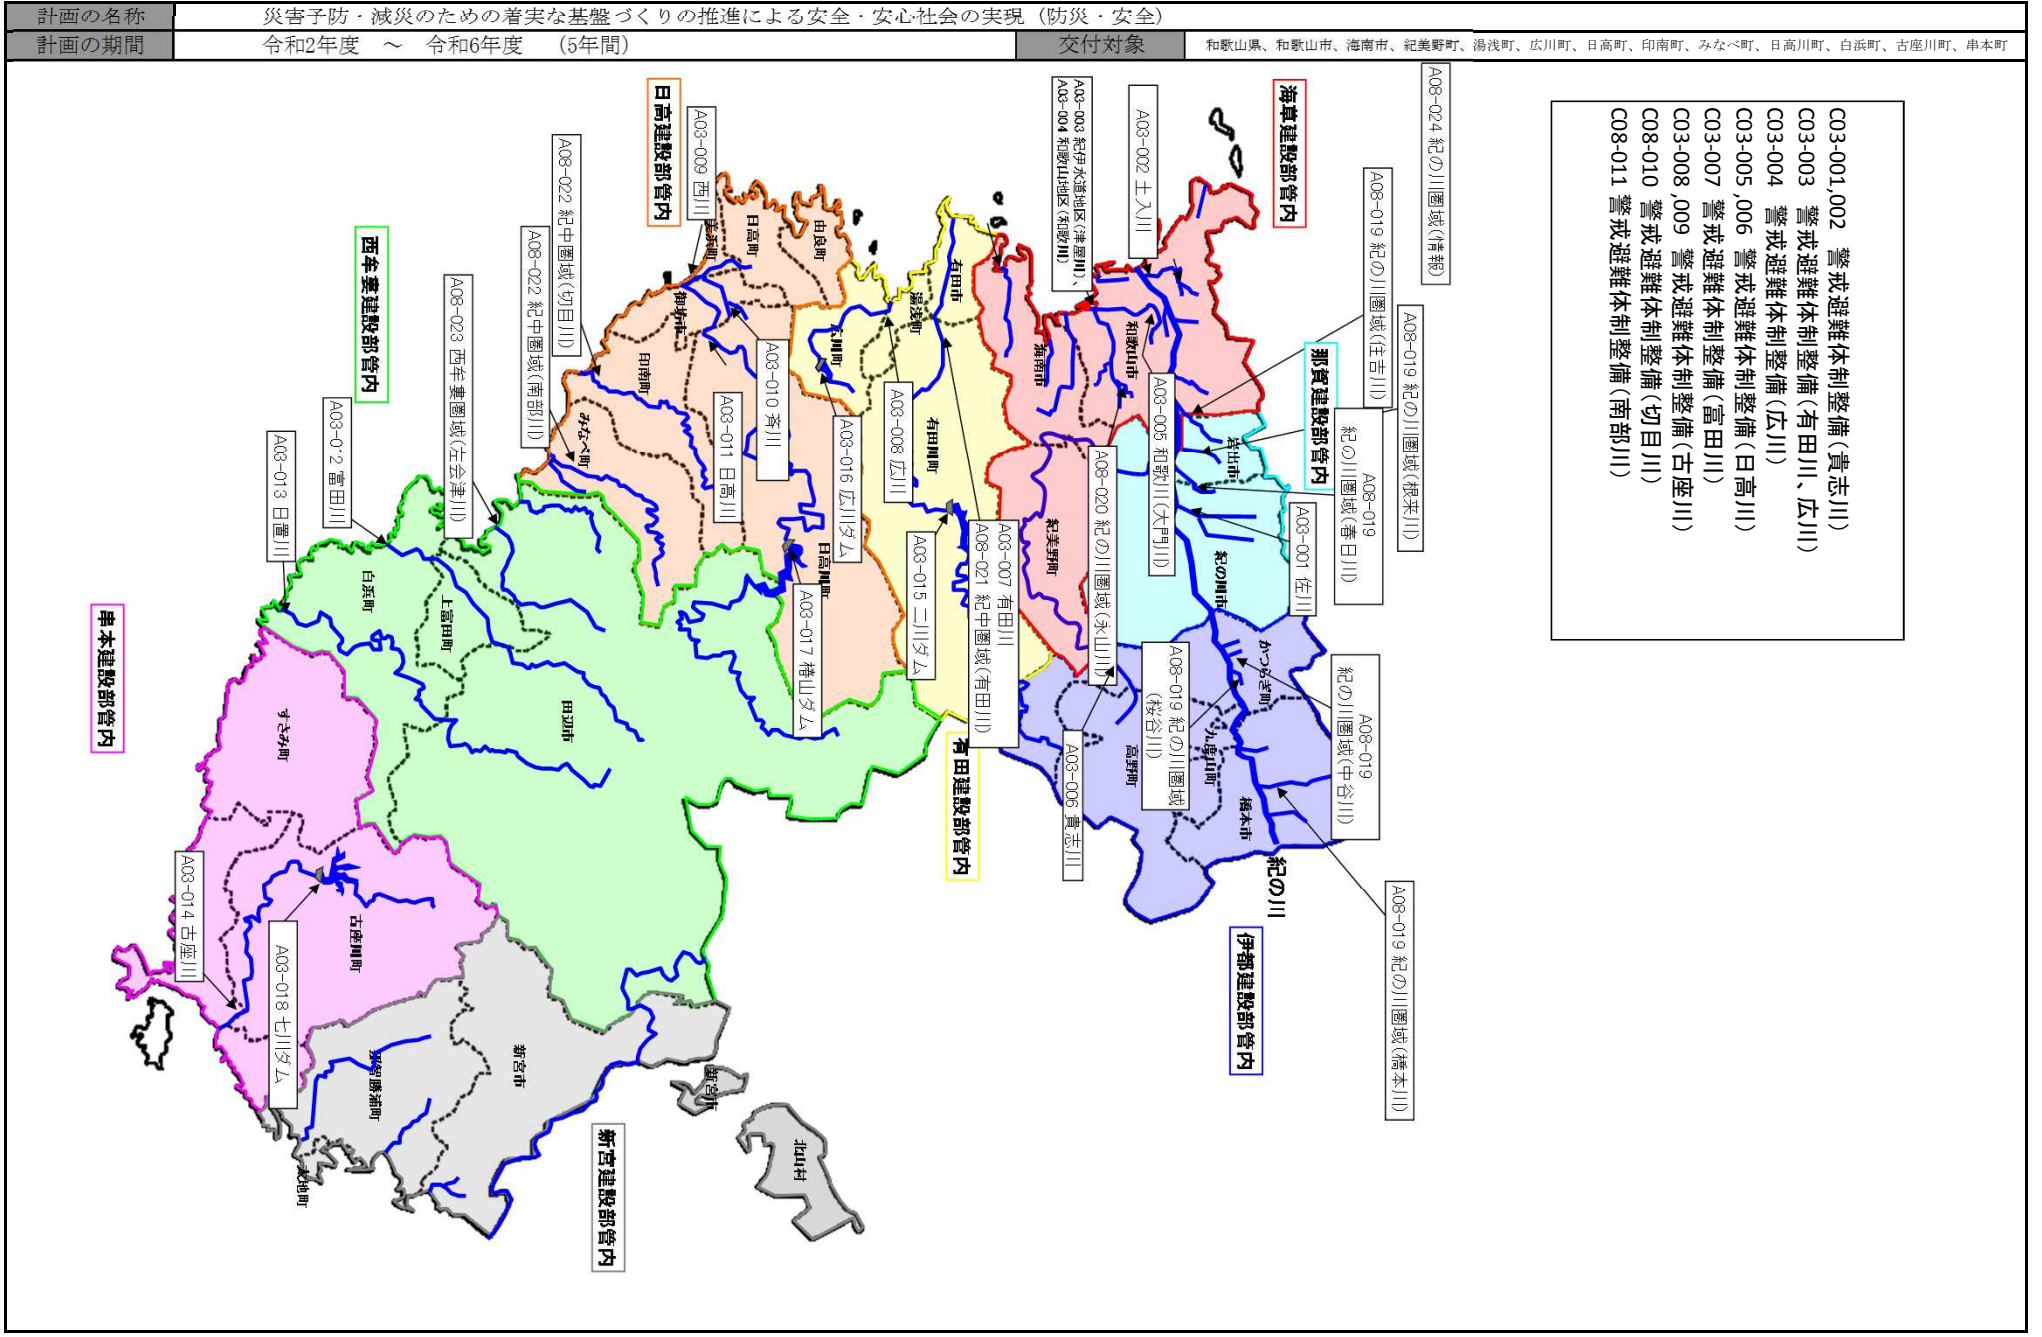 計画の名称
災害予防・減災のための着実な基盤づくりの推進による安全・安心社会の実現（防災・安全）
計画の期間
令和2年度　～　令和6年度　（5年間）
交付対象
和歌山県、和歌山市、海南市、紀美野町、湯浅町、広川町、日高町、印南町、みなべ町、日高川町、白浜町、古座川町、串本町
C03-001,002　警戒避難体制整備（貴志川）
C03-003　警戒避難体制整備（有田川、広川）
C03-004　警戒避難体制整備（広川）
C03-005,006　警戒避難体制整備（日高川）
C03-007　警戒避難体制整備（富田川）
C03-008,009　警戒避難体制整備（古座川）
C08-010　警戒避難体制整備（切目川）
C08-011　警戒避難体制整備（南部川）
A08-024 紀の川圏域（情報）
A08-019 紀の川圏域（根来川）
A08-019 紀の川圏域（住吉川）
A08-019
紀の川圏域（春日川）
A08-019
紀の川圏域（中谷川）
A08-019 紀の川圏域（橋本川）
海草建設部管内
那賀建設部管内
伊都建設部管内
紀の川
A03-001 佐川
A03-002 土入川
A03-003 紀伊水道地区（津屋川）、
A03-004 和歌山地区（和歌川）
A03-005 和歌川（大門川）
A08-019 紀の川圏域
（桜谷川）
A08-020 紀の川圏域（永山川）
A03-006 貴志川
和歌山市
海南市
紀美野町
岩出市
紀の川市
かつらぎ町
九度山町
高野町
橋本市
A03-007 有田川
A08-021 紀中圏域（有田川）
有田建設部管内
有田市
湯浅町
有田川町
広川町
A03-015 二川ダム
A03-008 広川
A03-016 広川ダム
A03-017 椿山ダム
A03-010 斉川
A03-011 日高川
A03-009 西川
日高建設部管内
由良町
日高町
美浜町
御坊市
日高川町
印南町
みなべ町
A08-022 紀中圏域（切目川）
A08-022 紀中圏域（南部川）
A08-023 西牟婁圏域（左会津川）
西牟婁建設部管内
A03-012 富田川
A03-013 日置川
田辺市
上富田町
白浜町
串本建設部管内
すさみ町
古座川町
A03-014 古座川
A03-018 七川ダム
新宮建設部管内
新宮市
新宮市
北山村
那智勝浦町
太地町